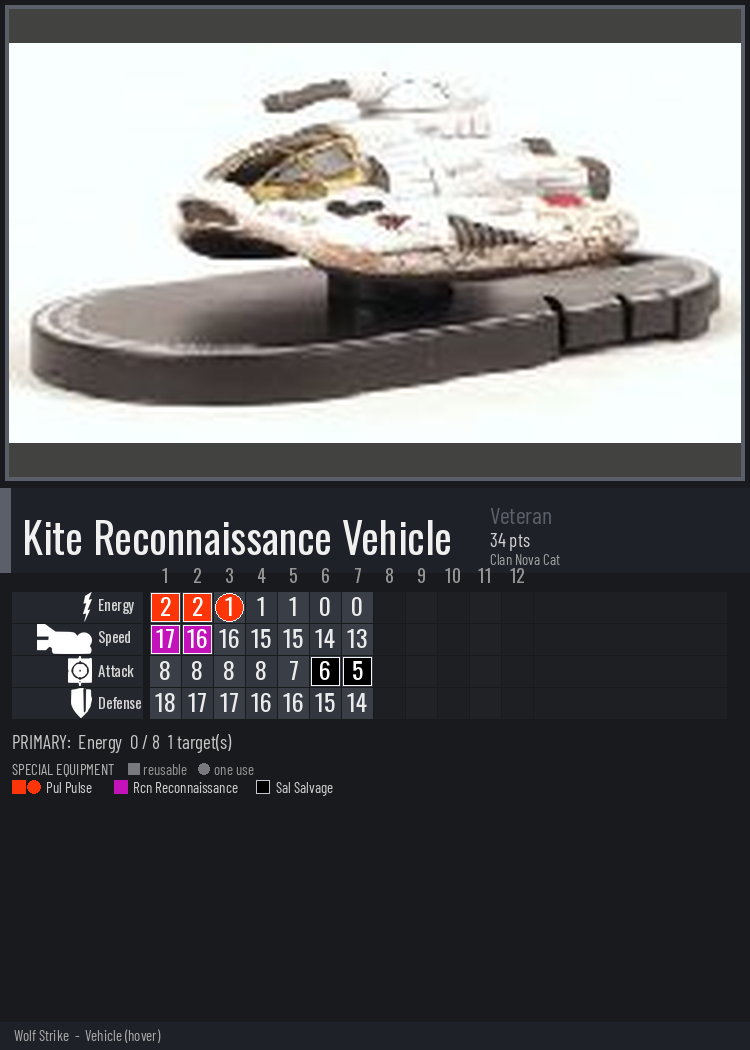 Kite Reconnaissance Vehicle
Veteran
34 pts
Clan Nova Cat
1 2 3 4 5 6 7 8 9 10 11 12
Energy 2 2 1 1 1 0 0
Speed 17 16 16 15 15 14 13
Attack 8 8 8 8 7 6 5
Defense 18 17 17 16 16 15 14
PRIMARY: Energy 0 / 8 1 target(s)
SPECIAL EQUIPMENT reusable one use
Pul Pulse Rcn Reconnaissance Sal Salvage
Wolf Strike - Vehicle (hover)